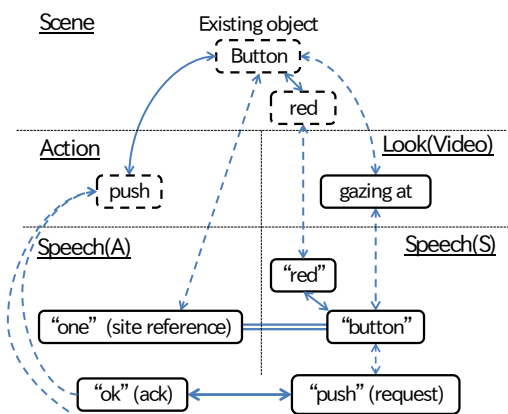 Scene
Existing object
Button
red
Action
Look(Video)
push
gazing at
Speech(A)
Speech(S)
“red”
“one” (site reference)
“button”
“ok” (ack)
“push” (request)